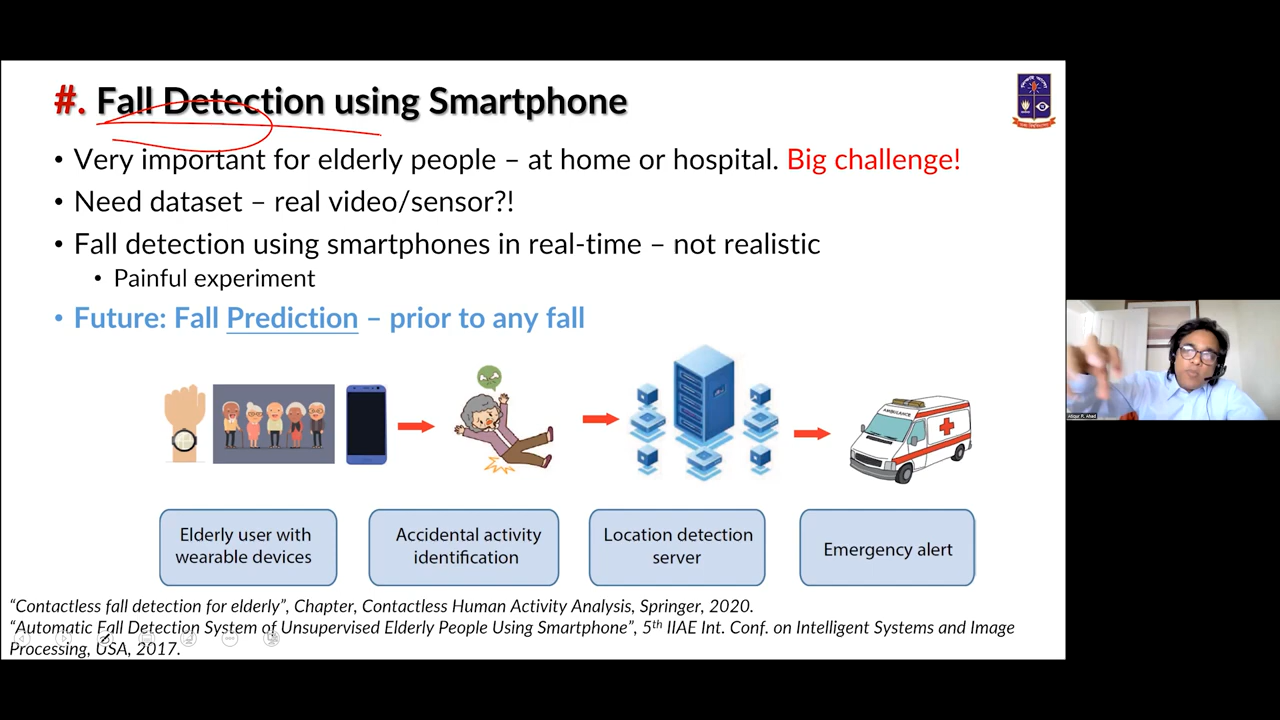 #. Fall Detection using Smartphone
• Very important for elderly people – at home or hospital. Big challenge!
• Need dataset – real video/sensor?!
• Fall detection using smartphones in real-time – not realistic
• Painful experiment
• Future: Fall Prediction – prior to any fall
AMBULANCE
Elderly user with
wearable devices
Accidental activity
identification
Location detection
server
Emergency alert
“Contactless fall detection for elderly”, Chapter, Contactless Human Activity Analysis, Springer, 2020.
“Automatic Fall Detection System of Unsupervised Elderly People Using Smartphone”, 5th IIAE Int. Conf. on Intelligent Systems and Image
Processing, USA, 2017.
Atiqur R. Ahad